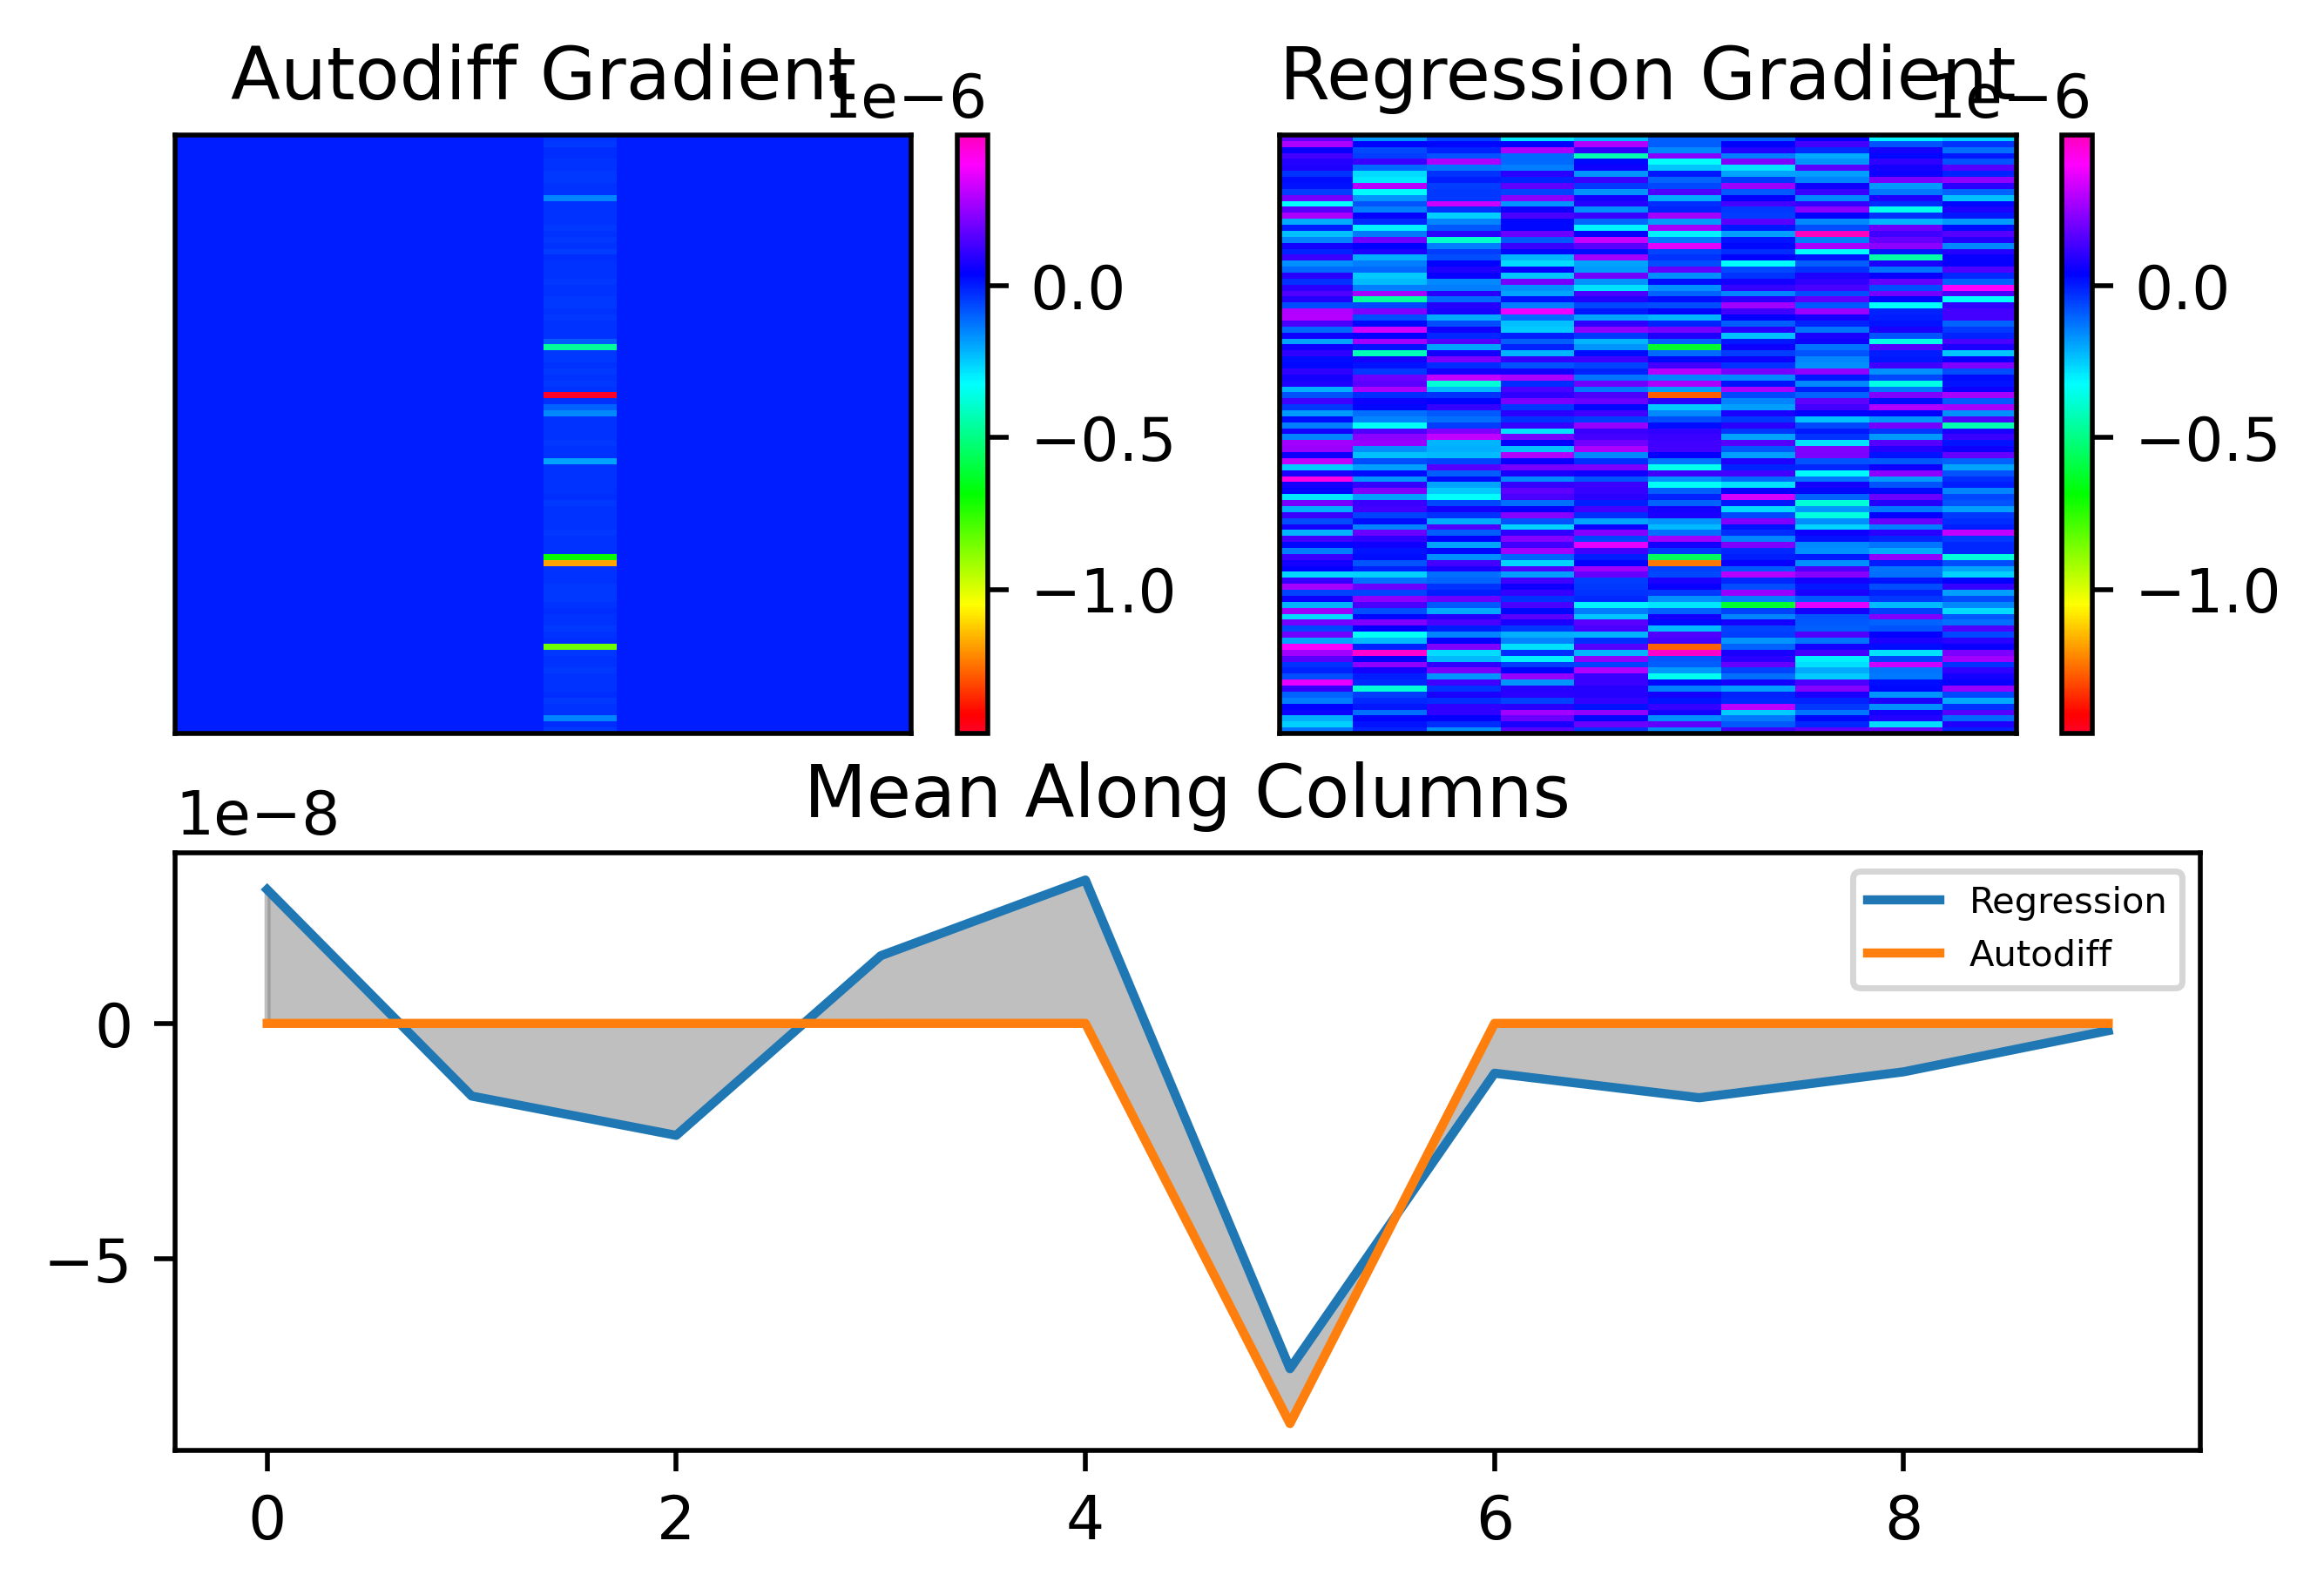 Autodiff Gradient
1e−6
0.0
−0.5
−1.0
Regression Gradient
1e−6
0.0
−0.5
−1.0
Mean Along Columns
1e−8
Regression
Autodiff
0
−5
0 2 4 6 8